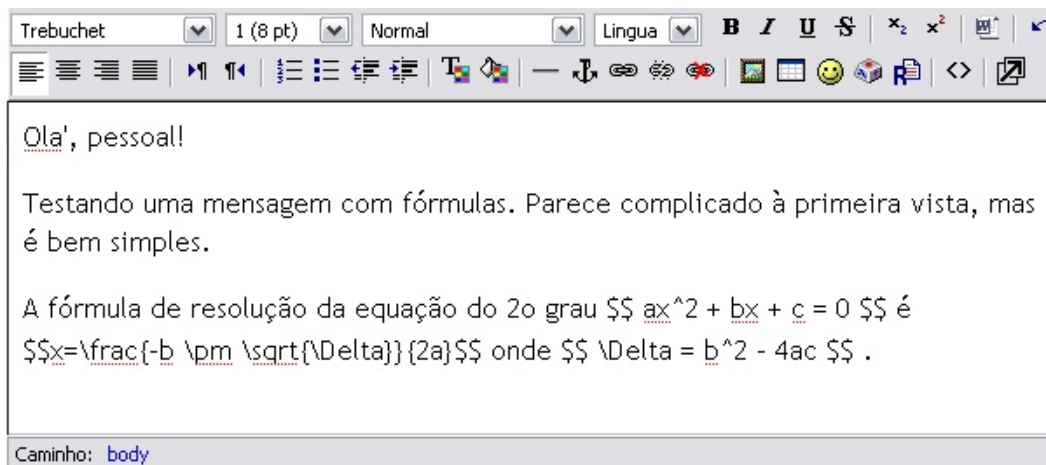 Trebuchet 1 (8 pt) Normal Lingua B I U S x₂ x²
Ola', pessoal!
Testando uma mensagem com fórmulas. Parece complicado à primeira vista, mas
é bem simples.
A fórmula de resolução da equação do 2o grau $$ ax^2 + bx + c = 0 $$ é
$$x=\frac{-b \pm \sqrt{\Delta}}{2a}$$ onde $$ \Delta = b^2 - 4ac $$ .
Caminho: body